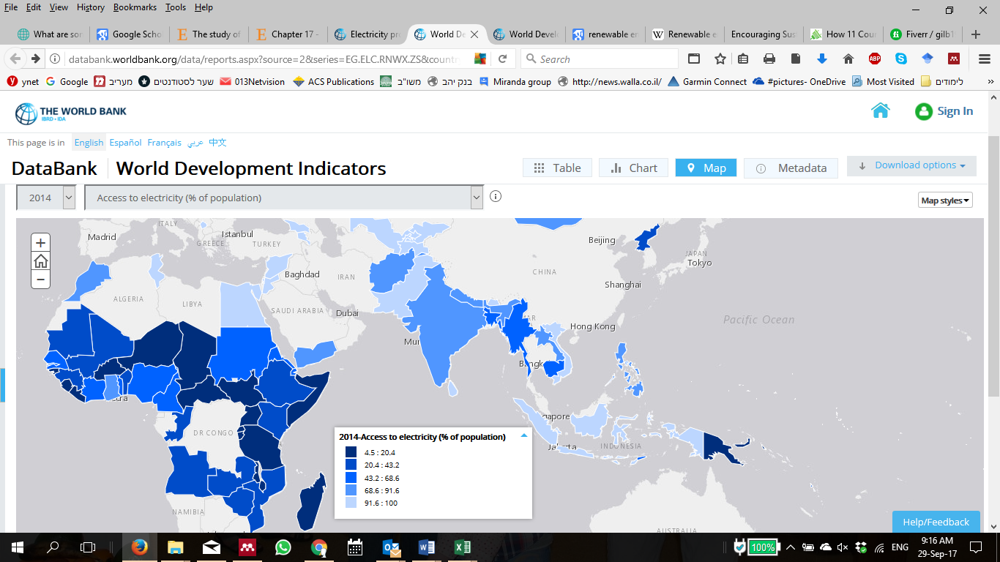 File Edit View History Bookmarks Tools Help
What are so
Google Scho
The study of
Chapter 17 -
Electricity pr
World De
World Devel
renewable e
Renewable e
Encouraging Sus
How 11 Cou
Fiverr / gilb1
databank.worldbank.org/data/reports.aspx?source=2&series=EG.ELC.RNWX.ZS&countr
Search
ABP
ynet Google מעריב שער לסטודנטים 013Netvision ACS Publications משו"ב בנק יהב Miranda group http://news.walla.co.il/ Garmin Connect #pictures- OneDrive Most Visited לימודים »
THE WORLD BANK
IBRD • IDA
Sign In
This page is in English Español Français عربي 中文
DataBank World Development Indicators
Table Chart Map Metadata Download options
2014 Access to electricity (% of population)
Map styles
ITALY
Madrid
Istanbul
GREECE
TURKEY
Beijing
JAPAN
Tokyo
Baghdad
IRAN
CHINA
Shanghai
ALGERIA
LIBYA
SAUDI ARABIA
Dubai
Pacific Ocean
Hong Kong
Mu
Bangk
DR CONGO
gapore
INDONESIA
NAMIBIA
AUSTRALIA
2014-Access to electricity (% of population)
4.5 : 20.4
20.4 : 43.2
43.2 : 68.6
68.6 : 91.6
91.6 : 100
Help/Feedback
100%
ENG
9:16 AM
29-Sep-17